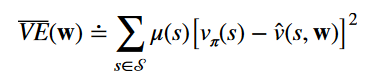 $\overline{VE}(\mathbf{w}) \doteq \sum_{s \in \mathcal{S}} \mu(s) \left[ v_\pi(s) - \hat{v}(s, \mathbf{w}) \right]^2$